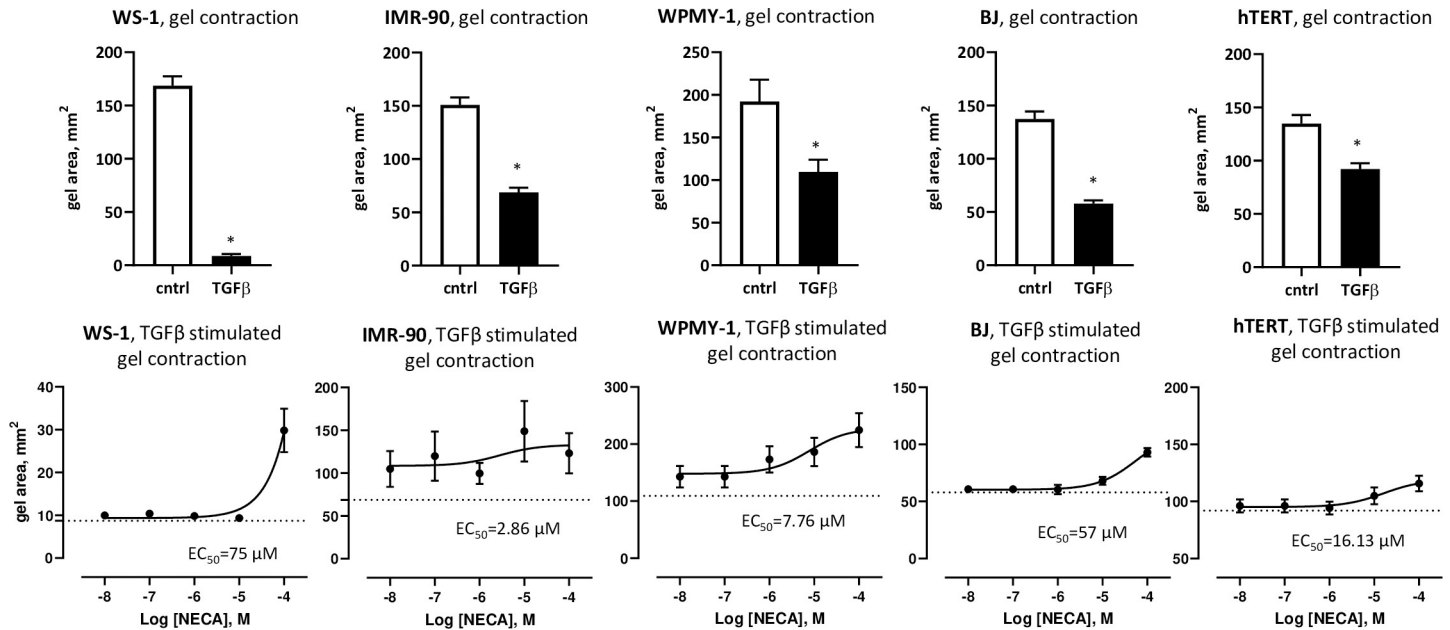 WS-1, gel contraction
IMR-90, gel contraction
WPMY-1, gel contraction
BJ, gel contraction
hTERT, gel contraction
gel area, mm²
200
150
100
50
0
*
cntrl
TGFβ
gel area, mm²
200
150
100
50
0
*
cntrl
TGFβ
gel area, mm²
250
200
150
100
50
0
*
cntrl
TGFβ
gel area, mm²
200
150
100
50
0
*
cntrl
TGFβ
gel area, mm²
200
150
100
50
0
*
cntrl
TGFβ
WS-1, TGFβ stimulated
gel contraction
gel area, mm²
40
30
20
10
0
EC₅₀=75 μM
-8
-7
-6
-5
-4
Log [NECA], M
IMR-90, TGFβ stimulated
gel contraction
200
150
100
50
0
EC₅₀=2.86 μM
-8
-7
-6
-5
-4
Log [NECA], M
WPMY-1, TGFβ stimulated
gel contraction
300
200
100
0
EC₅₀=7.76 μM
-8
-7
-6
-5
-4
Log [NECA], M
BJ, TGFβ stimulated
gel contraction
150
100
50
0
EC₅₀=57 μM
-8
-7
-6
-5
-4
Log [NECA], M
hTERT, TGFβ stimulated
gel contraction
200
150
100
50
EC₅₀=16.13 μM
-8
-7
-6
-5
-4
Log [NECA], M